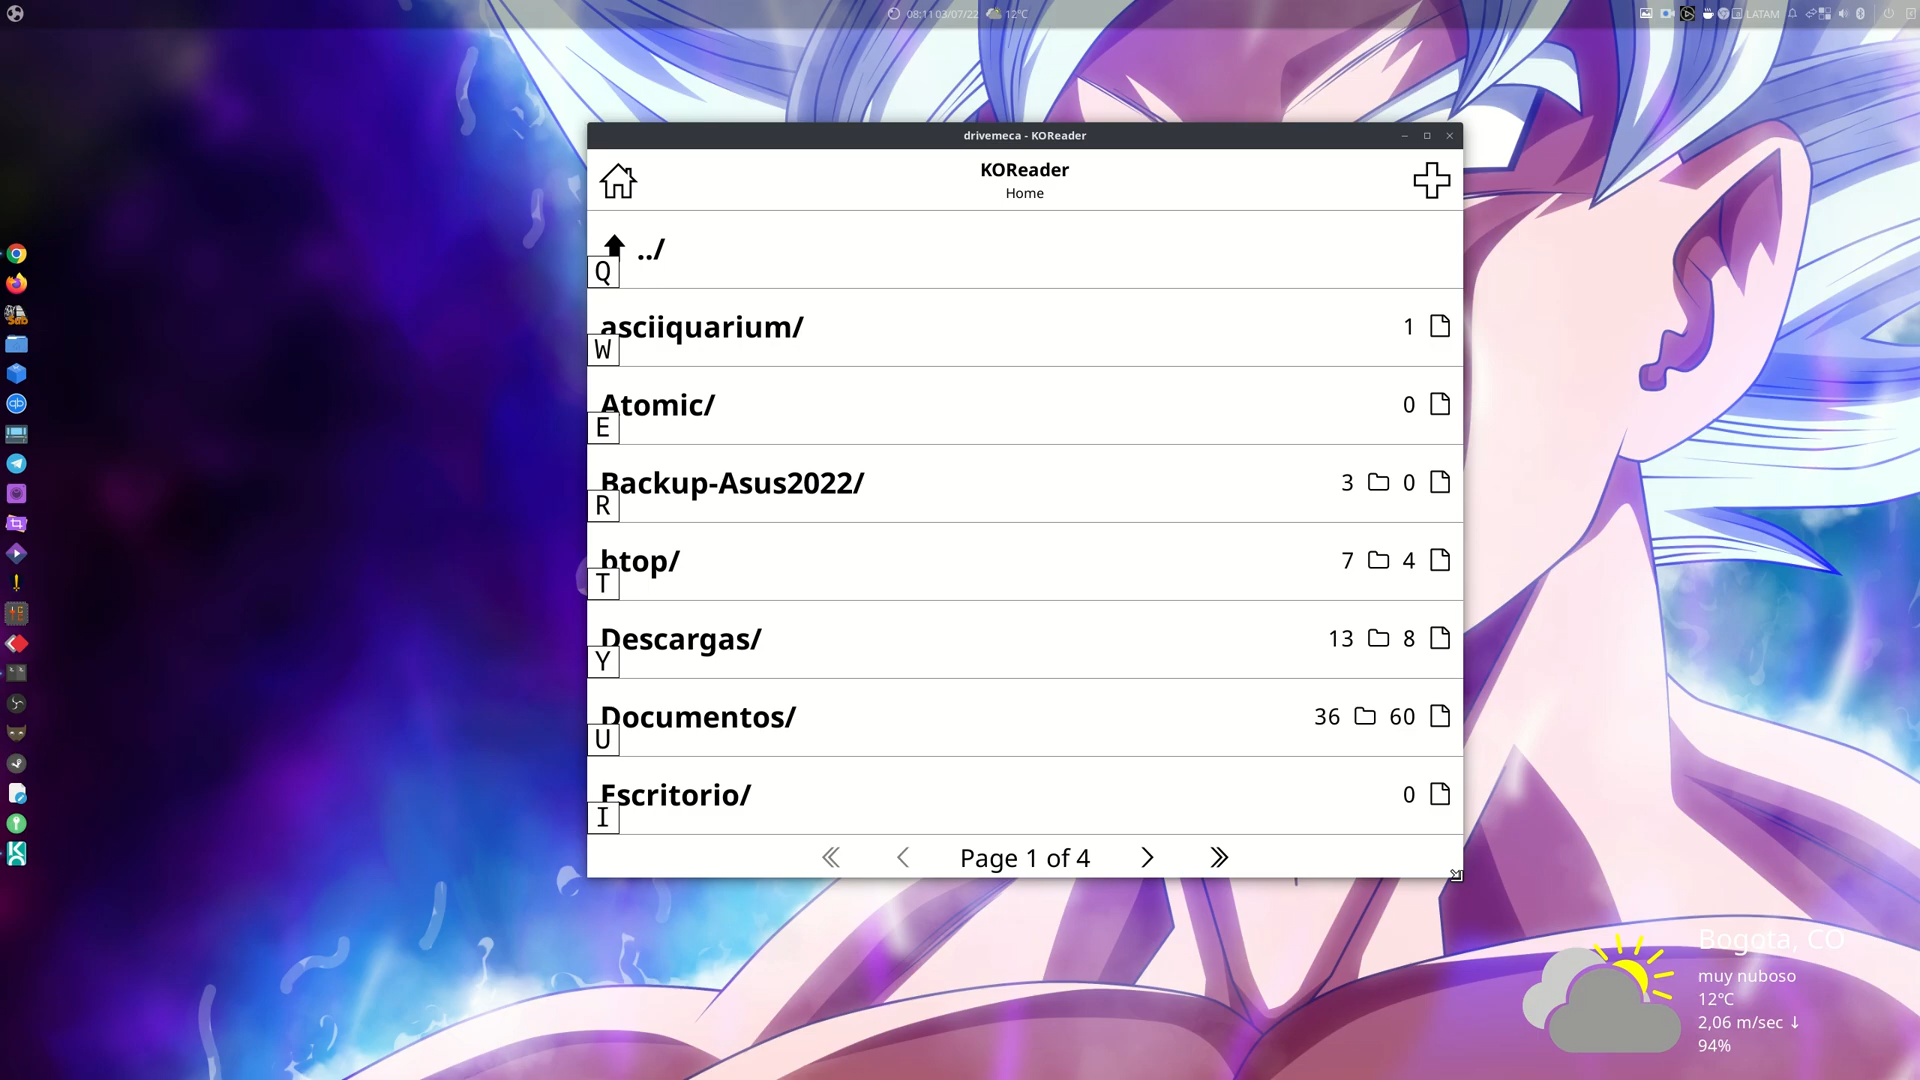 08:11 03/07/22 12°C
LATAM
drivemeca - KOReader
KOReader
Home
../
Q
asciiquarium/ 1
W
Atomic/ 0
E
Backup-Asus2022/ 3 0
R
btop/ 7 4
T
Descargas/ 13 8
Y
Documentos/ 36 60
U
Escritorio/ 0
I
Page 1 of 4
Bogota, CO
muy nuboso
12°C
2,06 m/sec ↓
94%